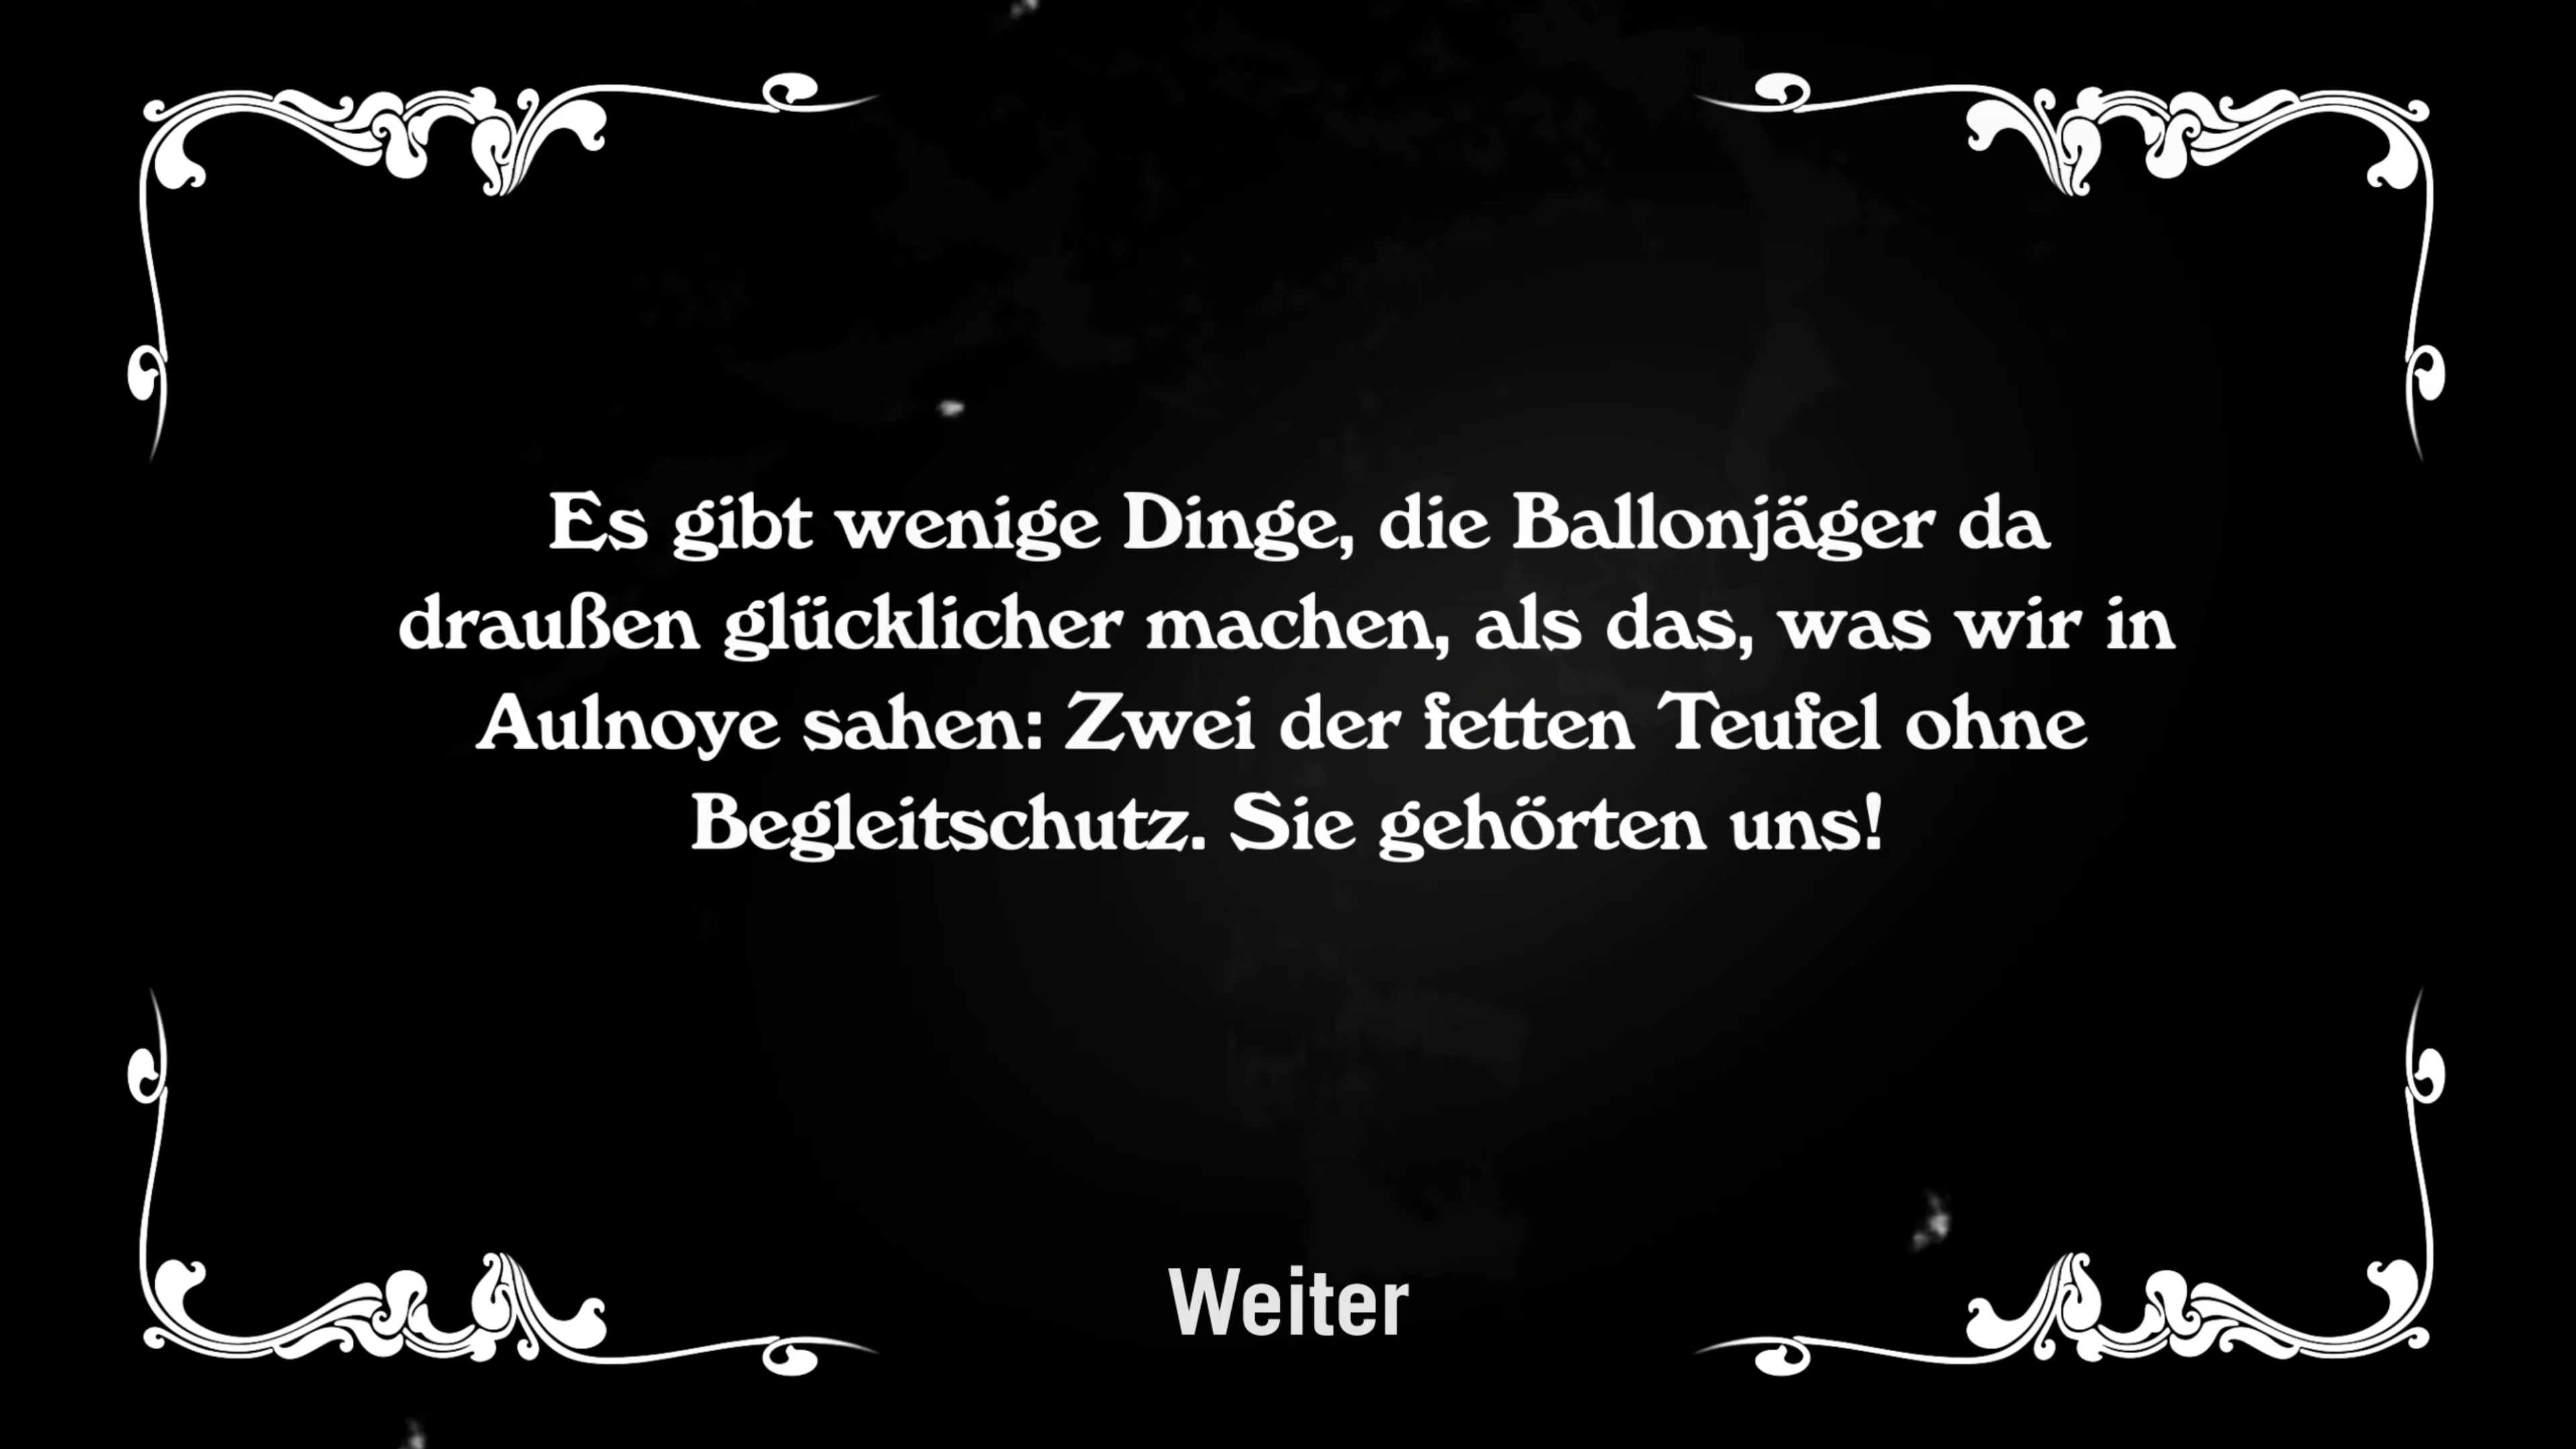 Es gibt wenige Dinge, die Ballonjäger da
draußen glücklicher machen, als das, was wir in
Aulnoye sahen: Zwei der fetten Teufel ohne
Begleitschutz. Sie gehörten uns!
Weiter